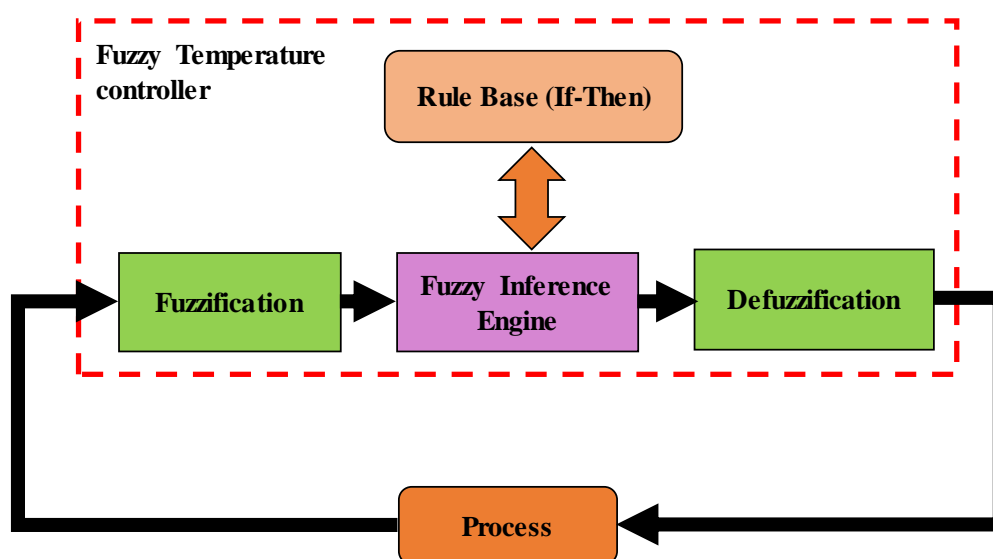 Fuzzy Temperature
controller
Rule Base (If-Then)
Fuzzification
Fuzzy Inference
Engine
Defuzzification
Process